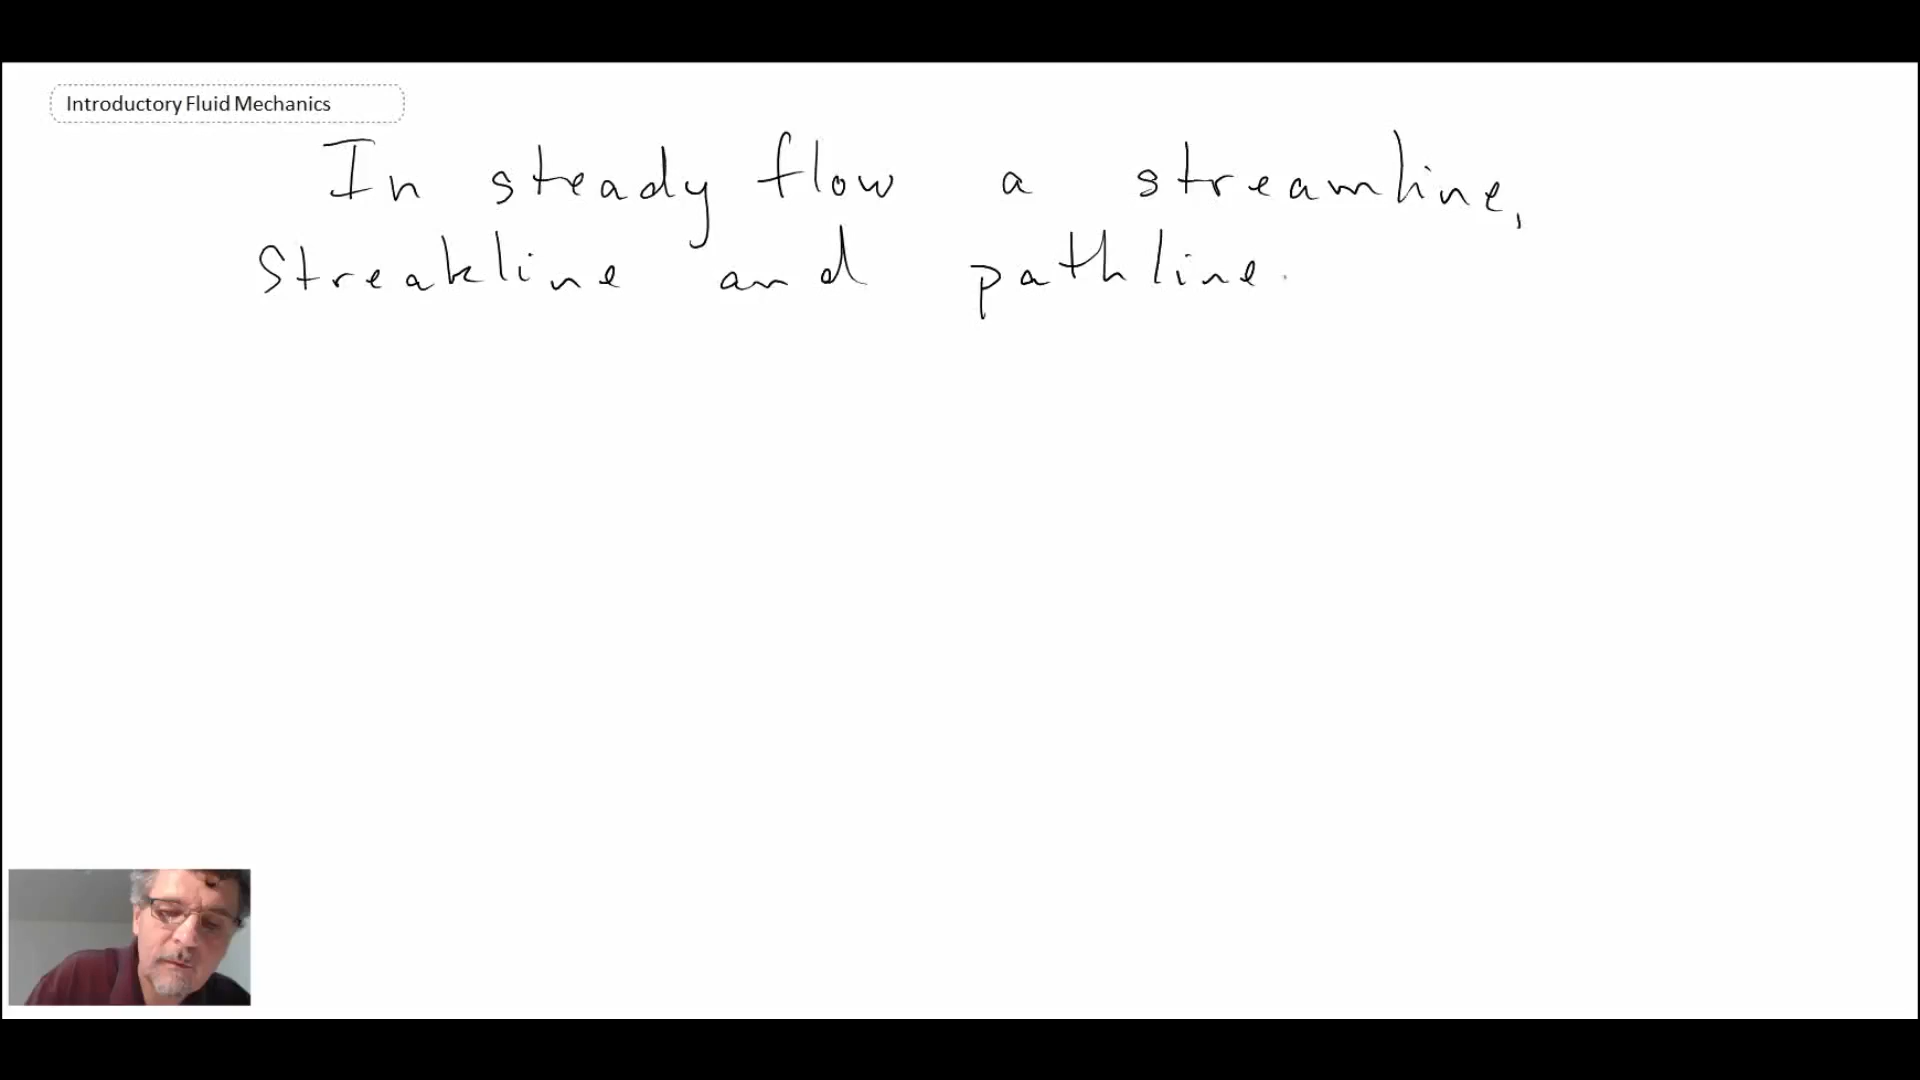 Introductory Fluid Mechanics
In steady flow a streamline,
Streakline and pathline.